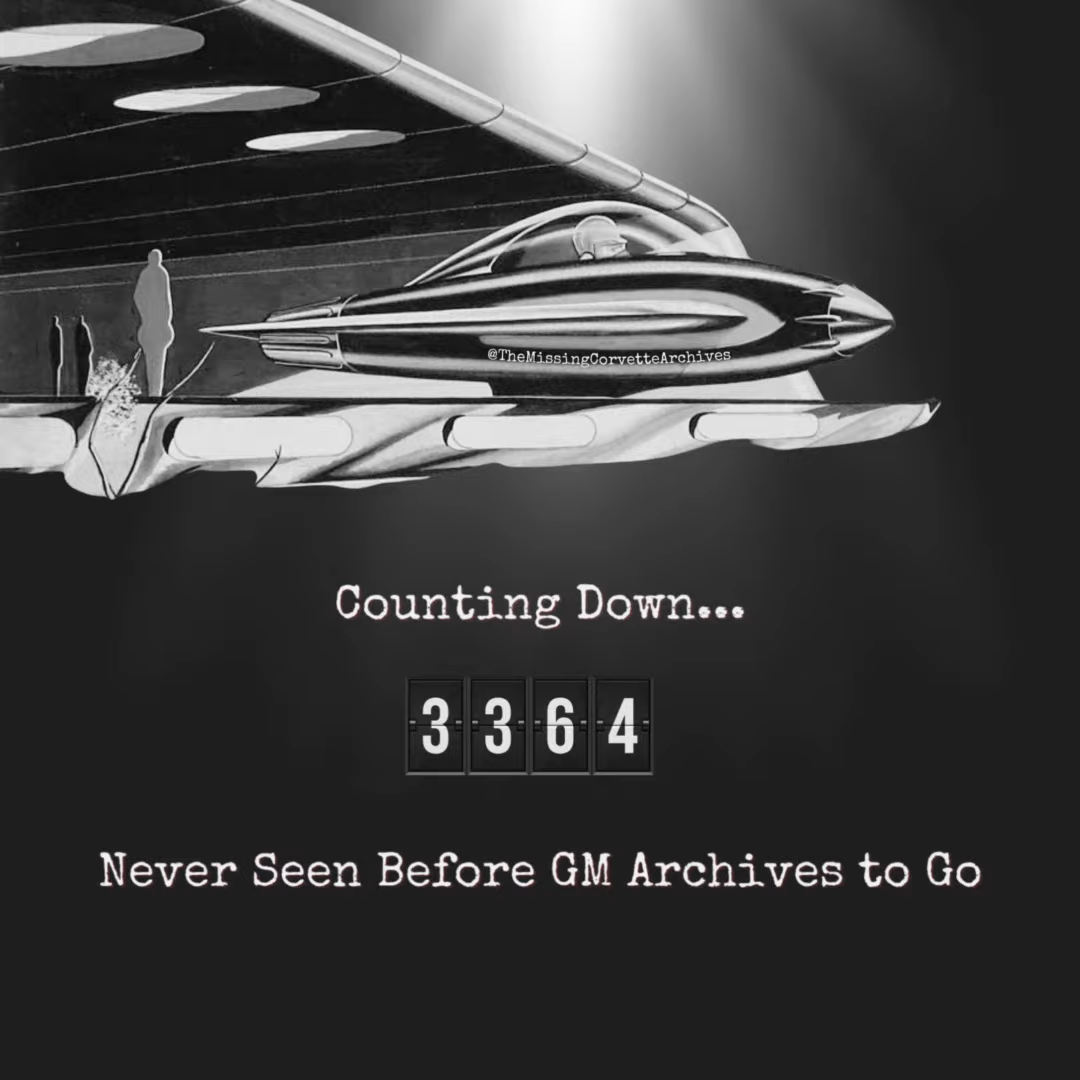 @TheMissingCorvetteArchives
Counting Down...
3364
Never Seen Before GM Archives to Go